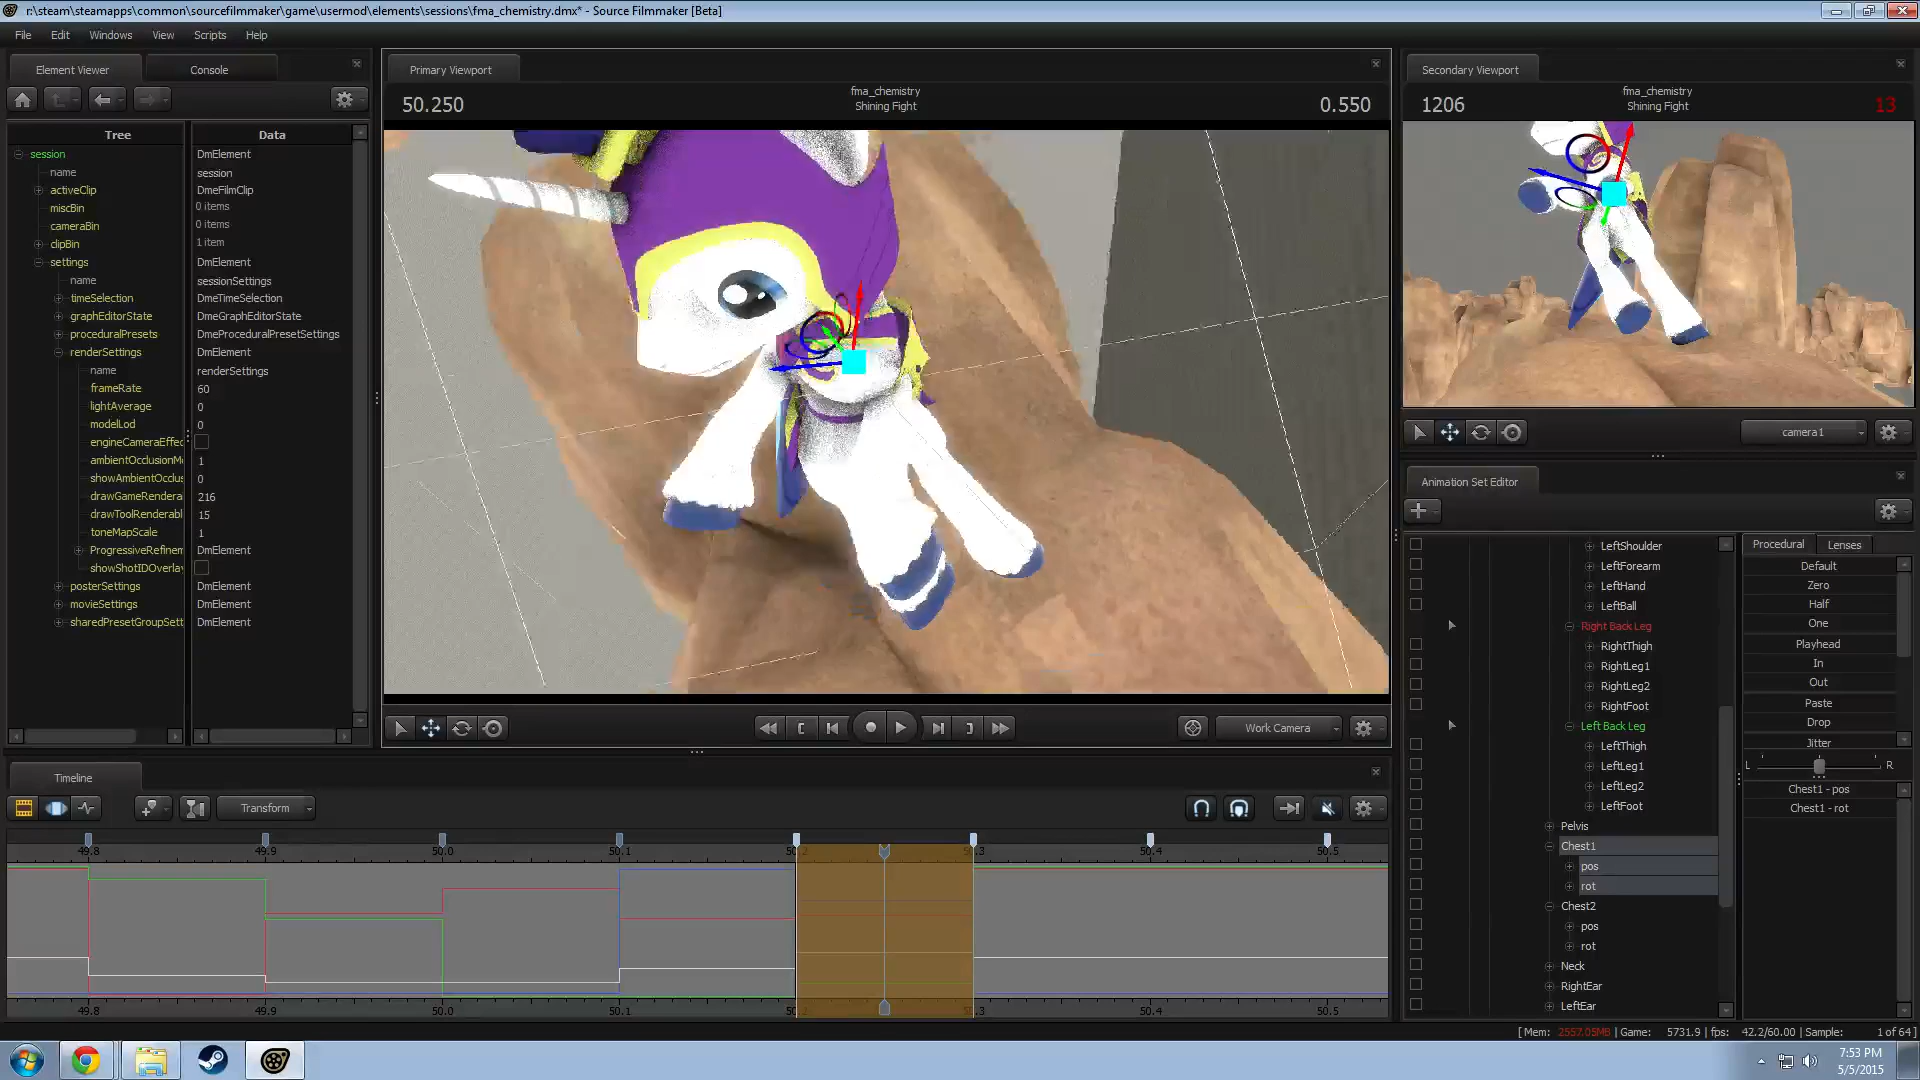 r:\steam\steamapps\common\sourcefilmmaker\game\usermod\elements\sessions\fma_chemistry.dmx* - Source Filmmaker [Beta]
File Edit Windows View Scripts Help
Element Viewer Console
Tree Data
session DmElement
name session
activeClip DmeFilmClip
miscBin 0 items
cameraBin 0 items
clipBin 1 item
settings DmElement
name sessionSettings
timeSelection DmeTimeSelection
graphEditorState DmeGraphEditorState
proceduralPresets DmeProceduralPresetSettings
renderSettings DmElement
name renderSettings
frameRate 60
lightAverage 0
modelLod 0
engineCameraEffec
ambientOcclusionM 1
showAmbientOcclus 0
drawGameRendera 216
drawToolRenderabl 15
toneMapScale 1
ProgressiveRefinem DmElement
showShotIDOverlay
posterSettings DmElement
movieSettings DmElement
sharedPresetGroupSett DmElement
Primary Viewport
50.250
fma_chemistry
Shining Fight
0.550
Work Camera
Secondary Viewport
1206
fma_chemistry
Shining Fight
13
camera1
Animation Set Editor
LeftShoulder
LeftForearm
LeftHand
LeftBall
Right Back Leg
RightThigh
RightLeg1
RightLeg2
RightFoot
Left Back Leg
LeftThigh
LeftLeg1
LeftLeg2
LeftFoot
Pelvis
Chest1
pos
rot
Chest2
pos
rot
Neck
RightEar
LeftEar
Procedural Lenses
Default
Zero
Half
One
Playhead
In
Out
Paste
Drop
Jitter
L R
Chest1 - pos
Chest1 - rot
Timeline
Transform
49.8 49.9 50.0 50.1 50.4 50.5
49.8 49.9 50.0 50.1 50.4 50.5
[ Mem: 2557.05MB | Game: 5731.9 | fps: 42.2/60.00 | Sample: 1 of 64 ]
7:53 PM
5/5/2015